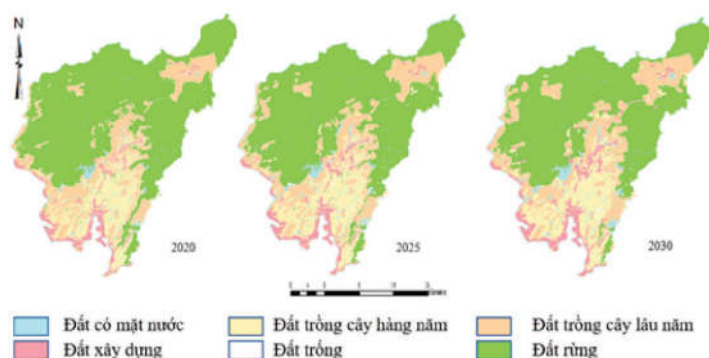 N
2020
2025
2030
Đất có mặt nước
Đất trồng cây hàng năm
Đất trồng cây lâu năm
Đất xây dựng
Đất trống
Đất rừng